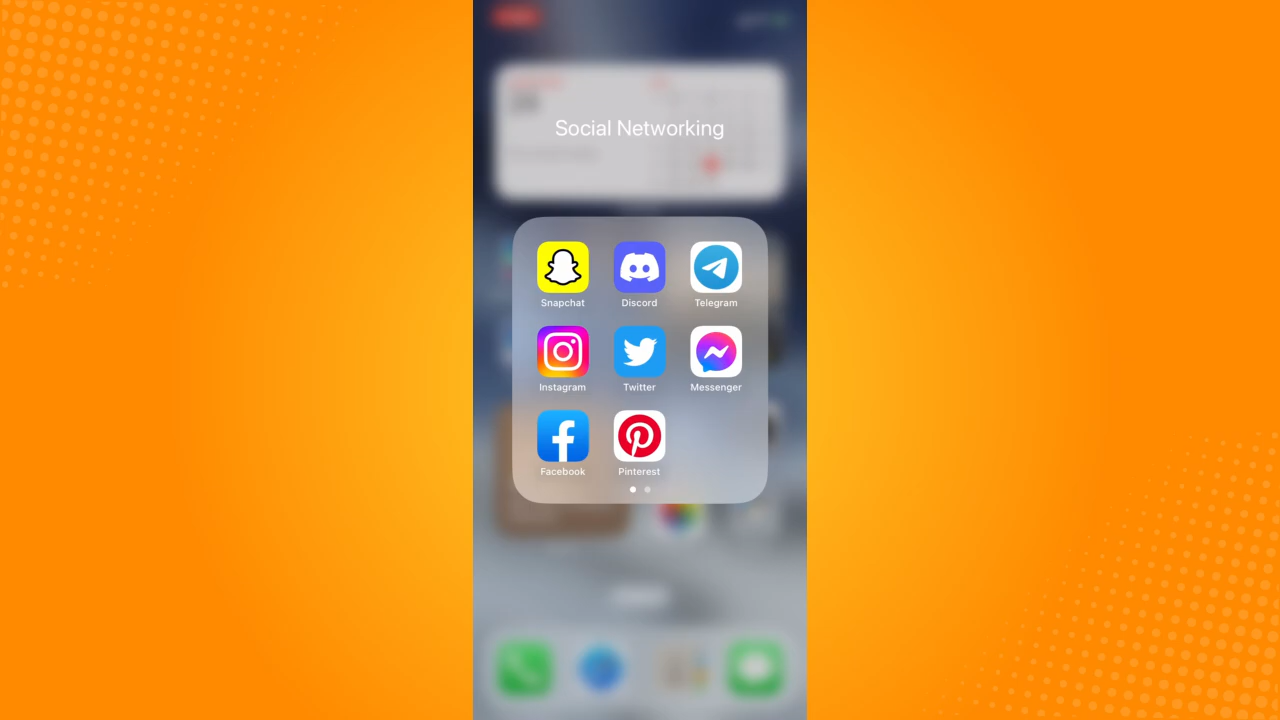 Social Networking
Snapchat
Discord
Telegram
Instagram
Twitter
Messenger
Facebook
Pinterest